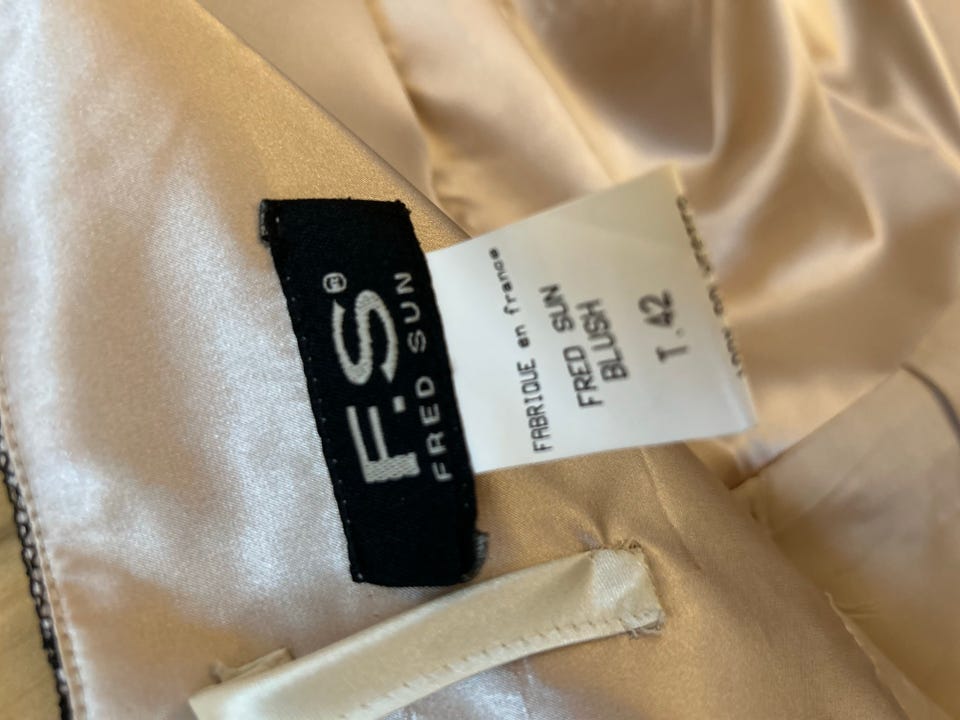 F.S®
FRED SUN
FABRIQUE en france
FRED SUN
BLUSH
T.42